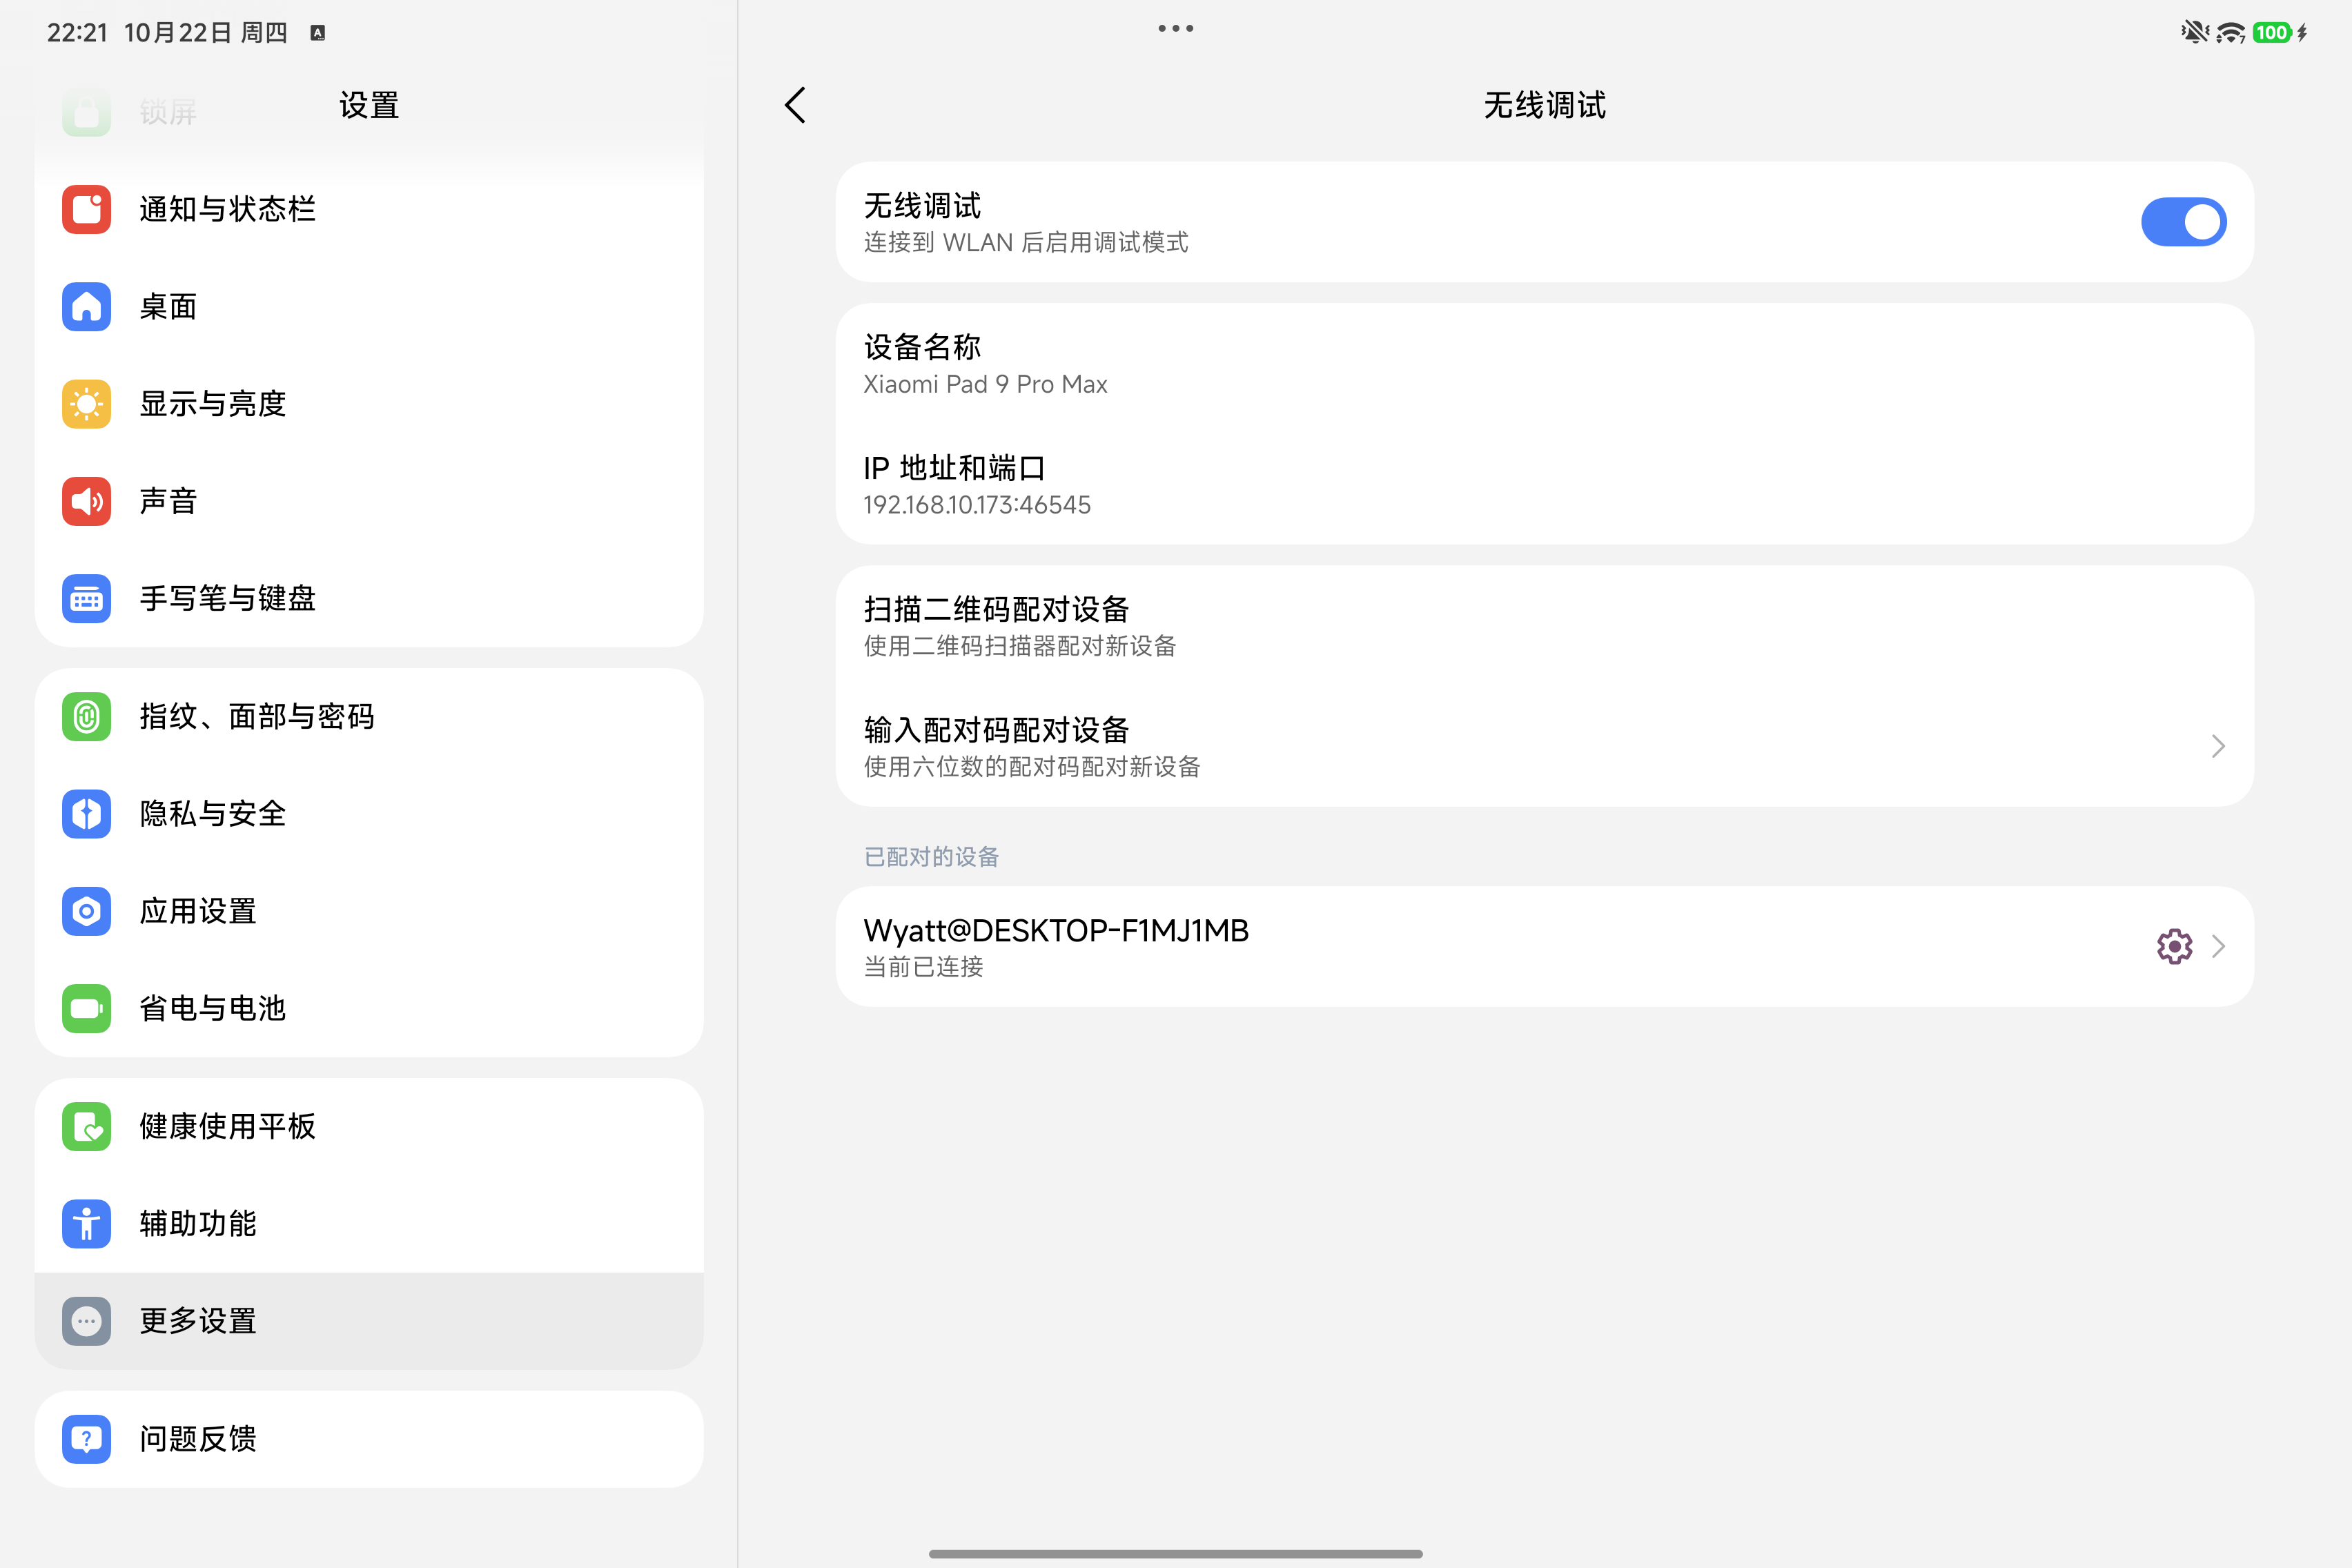 22:21 10月22日 周四 A
7 100
设置
锁屏
通知与状态栏
桌面
显示与亮度
声音
手写笔与键盘
指纹、面部与密码
隐私与安全
应用设置
省电与电池
健康使用平板
辅助功能
更多设置
问题反馈
无线调试
无线调试
连接到 WLAN 后启用调试模式
设备名称
Xiaomi Pad 9 Pro Max
IP 地址和端口
192.168.10.173:46545
扫描二维码配对设备
使用二维码扫描器配对新设备
输入配对码配对设备
使用六位数的配对码配对新设备
已配对的设备
Wyatt@DESKTOP-F1MJ1MB
当前已连接